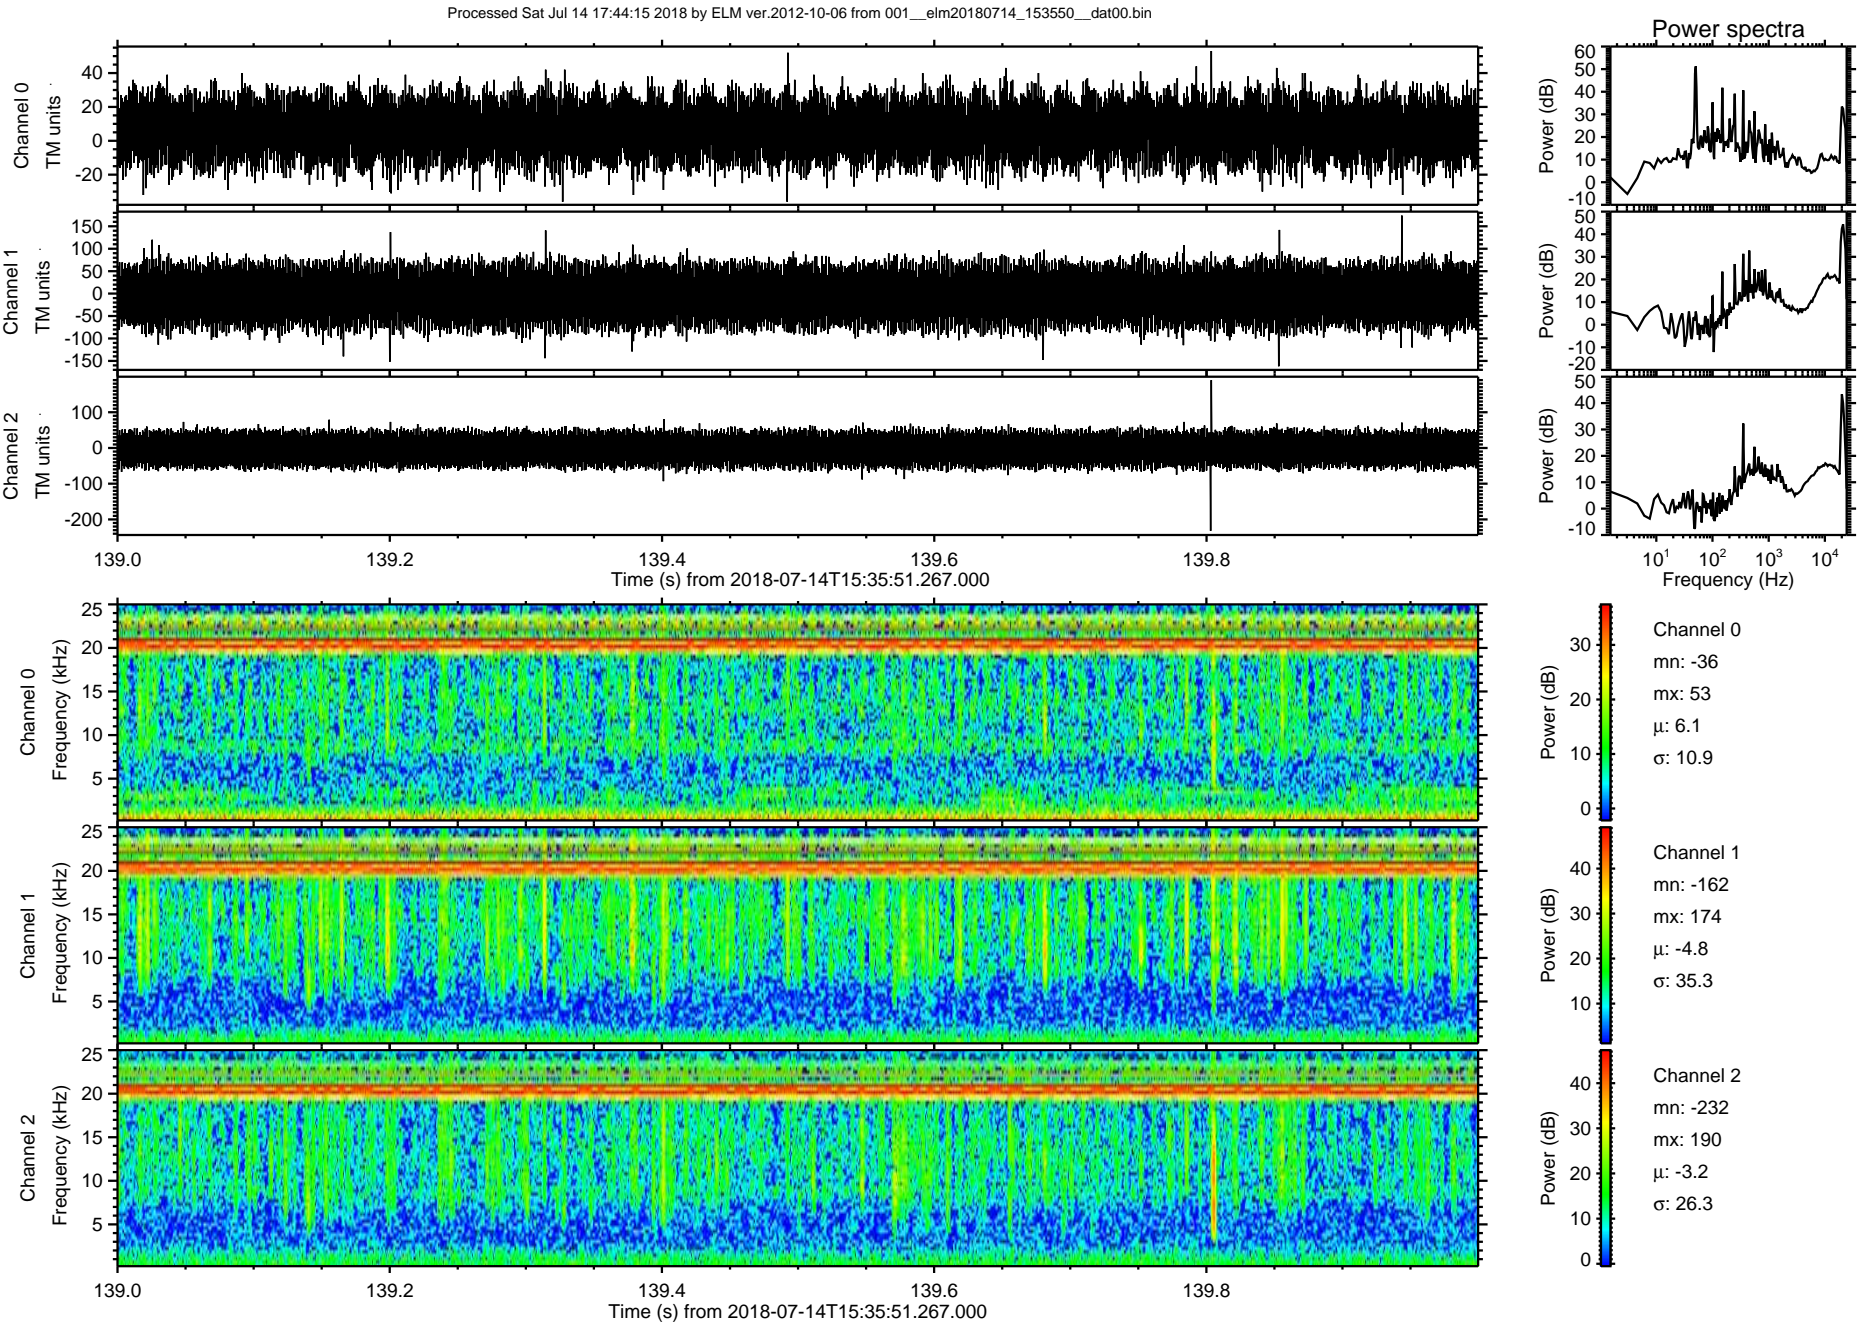 Processed Sat Jul 14 17:44:15 2018 by ELM ver.2012-10-06 from 001__elm20180714_153550__dat00.bin
Power spectra
Channel 0
TM units
40
20
0
-20
Power (dB)
60
50
40
30
20
10
0
-10
Channel 1
TM units
150
100
50
0
-50
-100
-150
Power (dB)
50
40
30
20
10
0
-10
-20
Channel 2
TM units
100
0
-100
-200
Power (dB)
50
40
30
20
10
0
-10
139.0 139.2 139.4 139.6 139.8
Time (s) from 2018-07-14T15:35:51.267.000
10¹ 10² 10³ 10⁴
Frequency (Hz)
Channel 0
Frequency (kHz)
25
20
15
10
5
Power (dB)
30
20
10
0
Channel 0
mn: -36
mx: 53
μ: 6.1
σ: 10.9
Channel 1
Frequency (kHz)
25
20
15
10
5
Power (dB)
40
30
20
10
Channel 1
mn: -162
mx: 174
μ: -4.8
σ: 35.3
Channel 2
Frequency (kHz)
25
20
15
10
5
Power (dB)
40
30
20
10
0
Channel 2
mn: -232
mx: 190
μ: -3.2
σ: 26.3
139.0 139.2 139.4 139.6 139.8
Time (s) from 2018-07-14T15:35:51.267.000